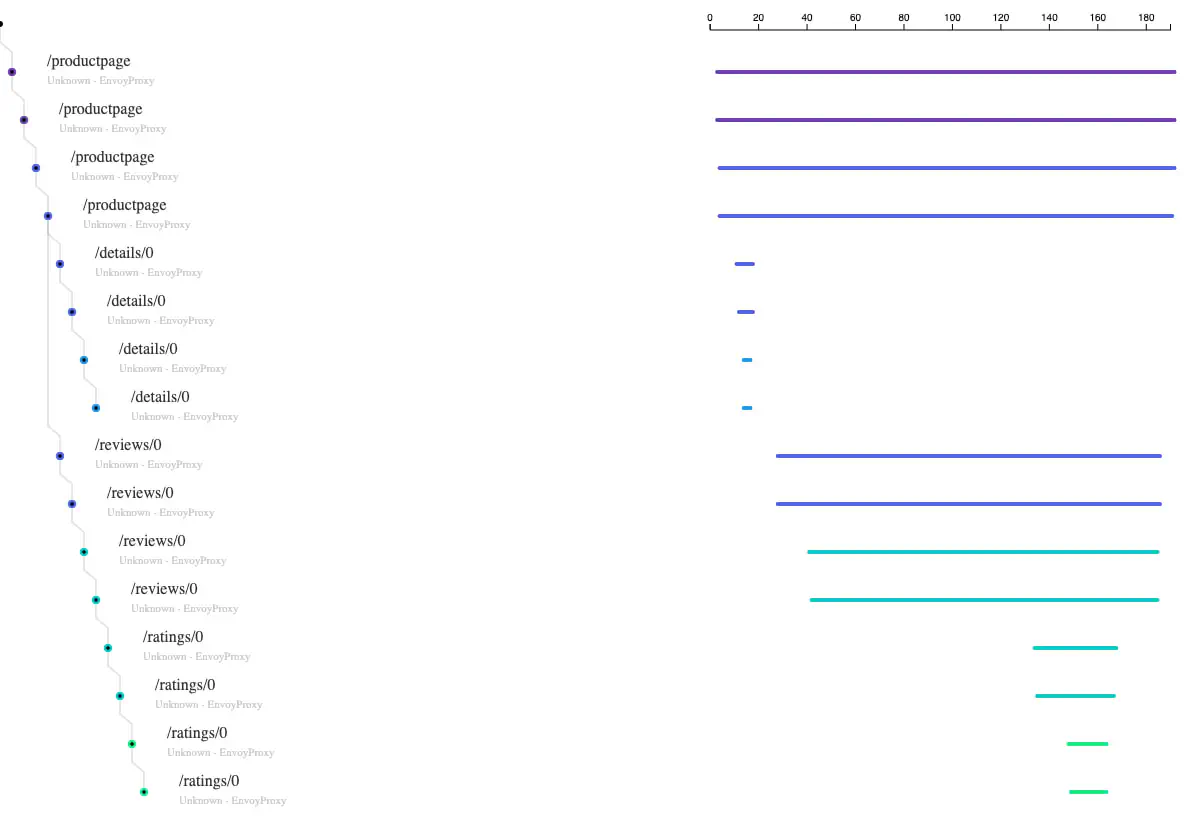 0 20 40 60 80 100 120 140 160 180
/productpage
Unknown - EnvoyProxy
/productpage
Unknown - EnvoyProxy
/productpage
Unknown - EnvoyProxy
/productpage
Unknown - EnvoyProxy
/details/0
Unknown - EnvoyProxy
/details/0
Unknown - EnvoyProxy
/details/0
Unknown - EnvoyProxy
/details/0
Unknown - EnvoyProxy
/reviews/0
Unknown - EnvoyProxy
/reviews/0
Unknown - EnvoyProxy
/reviews/0
Unknown - EnvoyProxy
/reviews/0
Unknown - EnvoyProxy
/ratings/0
Unknown - EnvoyProxy
/ratings/0
Unknown - EnvoyProxy
/ratings/0
Unknown - EnvoyProxy
/ratings/0
Unknown - EnvoyProxy